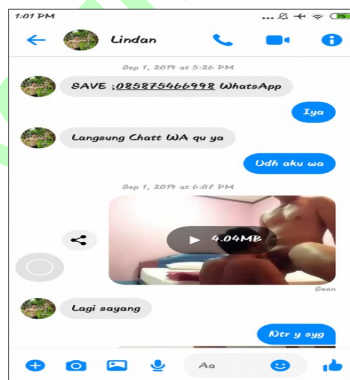 1:01 PM
75
Lindan
Sep 1, 2019 at 5:26 PM
SAVE ;085875466998 WhatsApp
Iya
Langsung Chatt WA qu ya
Udh aku wa
Sep 1, 2019 at 6:07 PM
4.04MB
Seen
Lagi sayang
Ntr y syg
Aa